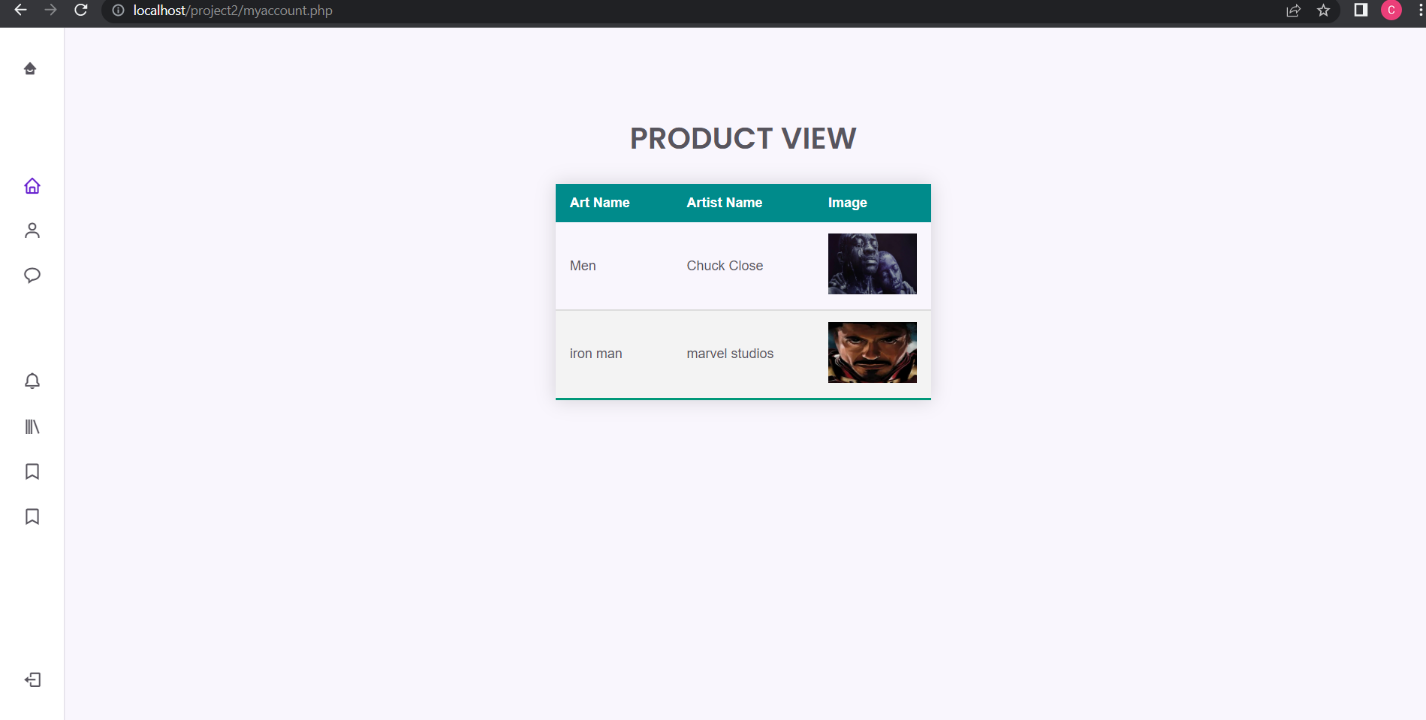 localhost/project2/myaccount.php
C
PRODUCT VIEW
Art Name Artist Name Image
Men Chuck Close
iron man marvel studios